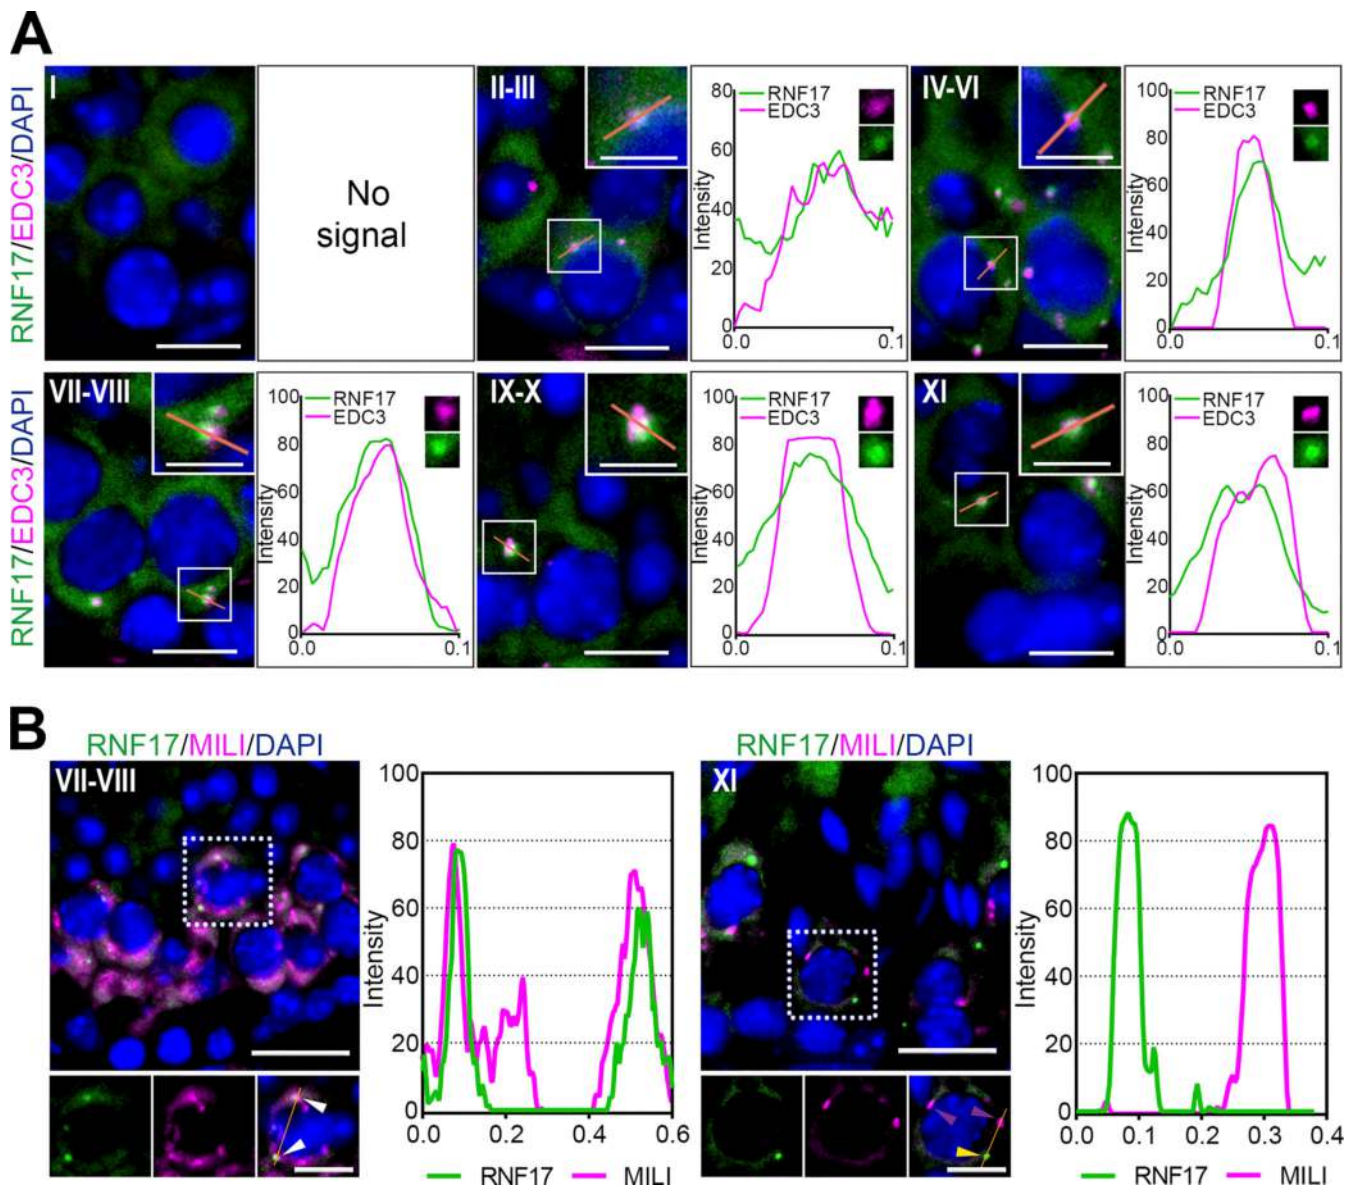 A
RNF17/EDC3/DAPI
I
No
signal
II-III
80
60
40
20
0
Intensity
RNF17
EDC3
0.0
0.1
IV-VI
100
80
60
40
20
0
Intensity
RNF17
EDC3
0.0
0.1
RNF17/EDC3/DAPI
VII-VIII
100
80
60
40
20
0
Intensity
RNF17
EDC3
0.0
0.1
IX-X
100
80
60
40
20
0
Intensity
RNF17
EDC3
0.0
0.1
XI
100
80
60
40
20
0
Intensity
RNF17
EDC3
0.0
0.1
B
RNF17/MILI/DAPI
VII-VIII
100
80
60
40
20
0
Intensity
0.0 0.2 0.4 0.6
RNF17 MILI
RNF17/MILI/DAPI
XI
100
80
60
40
20
0
Intensity
0.0 0.1 0.2 0.3 0.4
RNF17 MILI